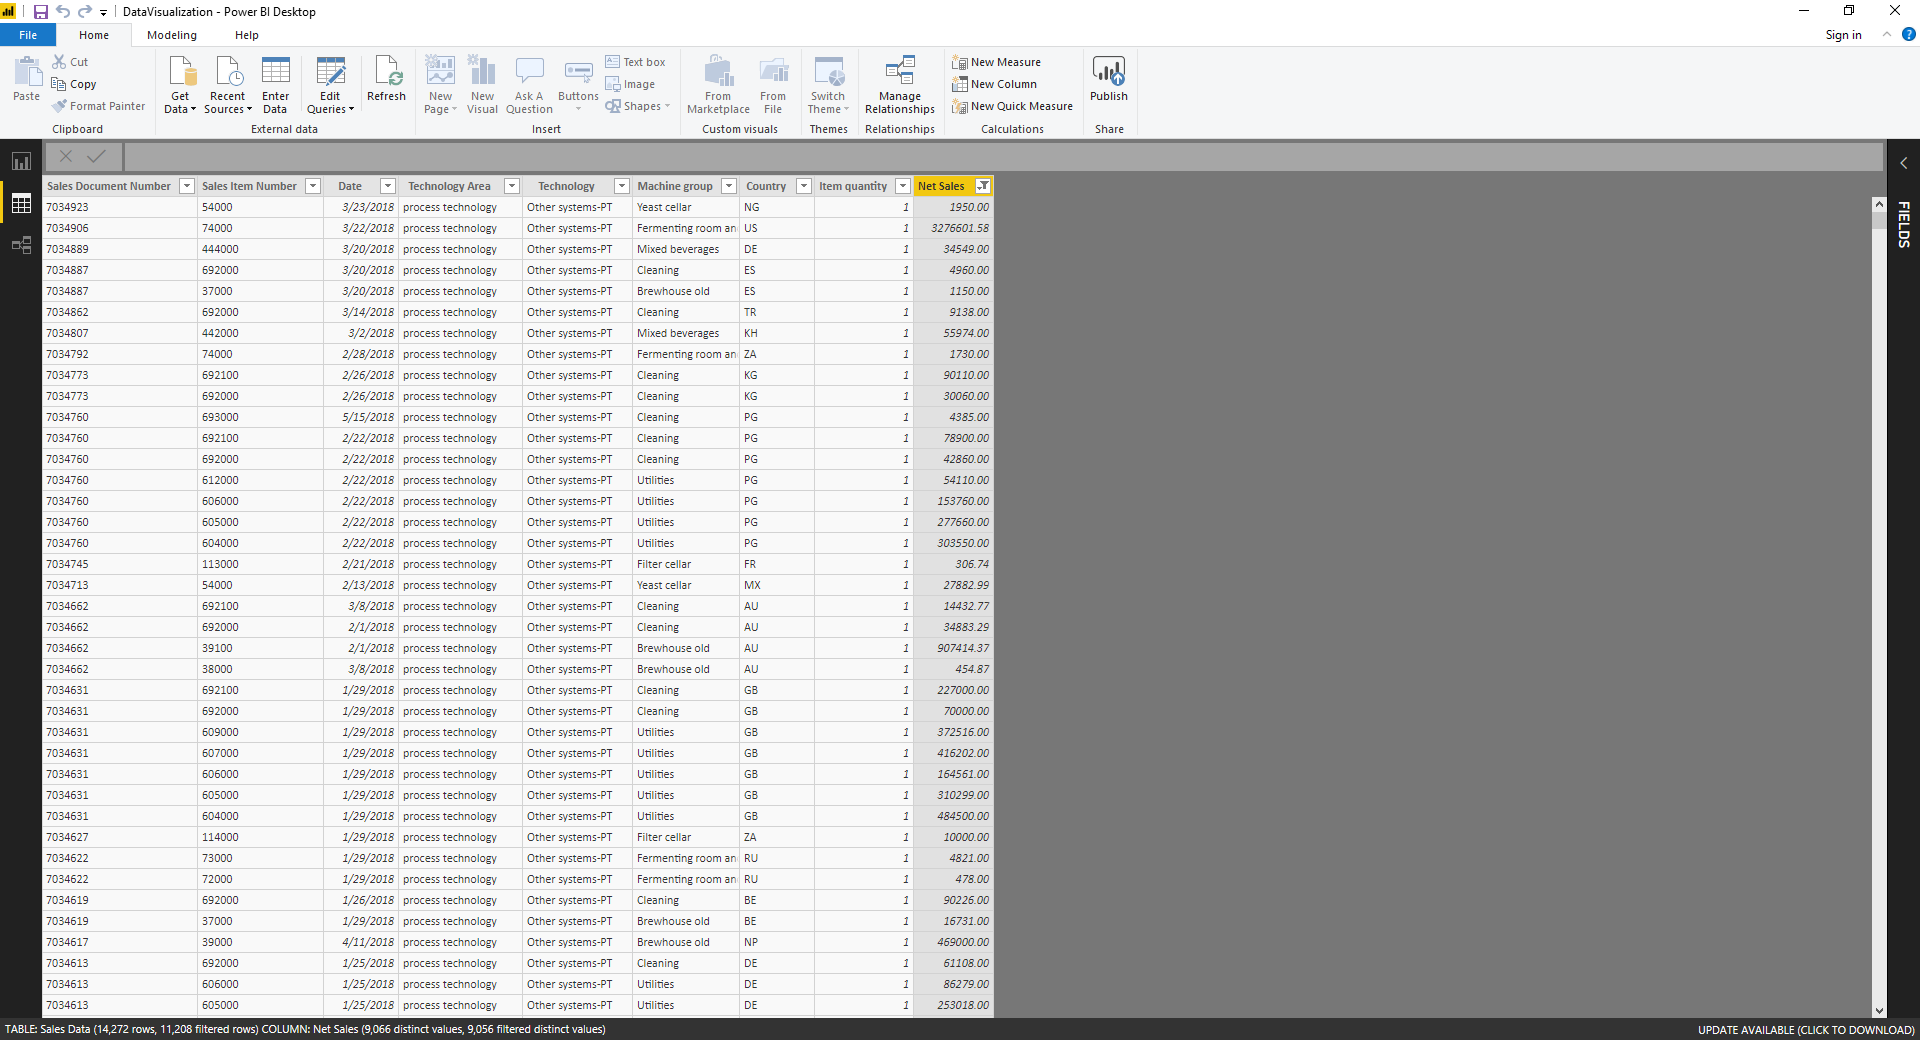 DataVisualization - Power BI Desktop
File Home Modeling Help Sign in
Paste Cut Copy Format Painter Clipboard
Get Data Recent Sources Enter Data Edit Queries Refresh External data
New Page New Visual Ask A Question Buttons Text box Image Shapes Insert
From Marketplace From File Custom visuals
Switch Theme Themes
Manage Relationships Relationships
New Measure New Column New Quick Measure Calculations
Publish Share
FIELDS
Sales Document Number Sales Item Number Date Technology Area Technology Machine group Country Item quantity Net Sales
7034923 54000 3/23/2018 process technology Other systems-PT Yeast cellar NG 1 1950.00
7034906 74000 3/22/2018 process technology Other systems-PT Fermenting room an US 1 3276601.58
7034889 444000 3/20/2018 process technology Other systems-PT Mixed beverages DE 1 34549.00
7034887 692000 3/20/2018 process technology Other systems-PT Cleaning ES 1 4960.00
7034887 37000 3/20/2018 process technology Other systems-PT Brewhouse old ES 1 1150.00
7034862 692000 3/14/2018 process technology Other systems-PT Cleaning TR 1 9138.00
7034807 442000 3/2/2018 process technology Other systems-PT Mixed beverages KH 1 55974.00
7034792 74000 2/28/2018 process technology Other systems-PT Fermenting room an ZA 1 1730.00
7034773 692100 2/26/2018 process technology Other systems-PT Cleaning KG 1 90110.00
7034773 692000 2/26/2018 process technology Other systems-PT Cleaning KG 1 30060.00
7034760 693000 5/15/2018 process technology Other systems-PT Cleaning PG 1 4385.00
7034760 692100 2/22/2018 process technology Other systems-PT Cleaning PG 1 78900.00
7034760 692000 2/22/2018 process technology Other systems-PT Cleaning PG 1 42860.00
7034760 612000 2/22/2018 process technology Other systems-PT Utilities PG 1 54110.00
7034760 606000 2/22/2018 process technology Other systems-PT Utilities PG 1 153760.00
7034760 605000 2/22/2018 process technology Other systems-PT Utilities PG 1 277660.00
7034760 604000 2/22/2018 process technology Other systems-PT Utilities PG 1 303550.00
7034745 113000 2/21/2018 process technology Other systems-PT Filter cellar FR 1 306.74
7034713 54000 2/13/2018 process technology Other systems-PT Yeast cellar MX 1 27882.99
7034662 692100 3/8/2018 process technology Other systems-PT Cleaning AU 1 14432.77
7034662 692000 2/1/2018 process technology Other systems-PT Cleaning AU 1 34883.29
7034662 39100 2/1/2018 process technology Other systems-PT Brewhouse old AU 1 907414.37
7034662 38000 3/8/2018 process technology Other systems-PT Brewhouse old AU 1 454.87
7034631 692100 1/29/2018 process technology Other systems-PT Cleaning GB 1 227000.00
7034631 692000 1/29/2018 process technology Other systems-PT Cleaning GB 1 70000.00
7034631 609000 1/29/2018 process technology Other systems-PT Utilities GB 1 372516.00
7034631 607000 1/29/2018 process technology Other systems-PT Utilities GB 1 416202.00
7034631 606000 1/29/2018 process technology Other systems-PT Utilities GB 1 164561.00
7034631 605000 1/29/2018 process technology Other systems-PT Utilities GB 1 310299.00
7034631 604000 1/29/2018 process technology Other systems-PT Utilities GB 1 484500.00
7034627 114000 1/29/2018 process technology Other systems-PT Filter cellar ZA 1 10000.00
7034622 73000 1/29/2018 process technology Other systems-PT Fermenting room an RU 1 4821.00
7034622 72000 1/29/2018 process technology Other systems-PT Fermenting room an RU 1 478.00
7034619 692000 1/26/2018 process technology Other systems-PT Cleaning BE 1 90226.00
7034619 37000 1/29/2018 process technology Other systems-PT Brewhouse old BE 1 16731.00
7034617 39000 4/11/2018 process technology Other systems-PT Brewhouse old NP 1 469000.00
7034613 692000 1/25/2018 process technology Other systems-PT Cleaning DE 1 61108.00
7034613 606000 1/25/2018 process technology Other systems-PT Utilities DE 1 86279.00
7034613 605000 1/25/2018 process technology Other systems-PT Utilities DE 1 253018.00
TABLE: Sales Data (14,272 rows, 11,208 filtered rows) COLUMN: Net Sales (9,066 distinct values, 9,056 filtered distinct values) UPDATE AVAILABLE (CLICK TO DOWNLOAD)